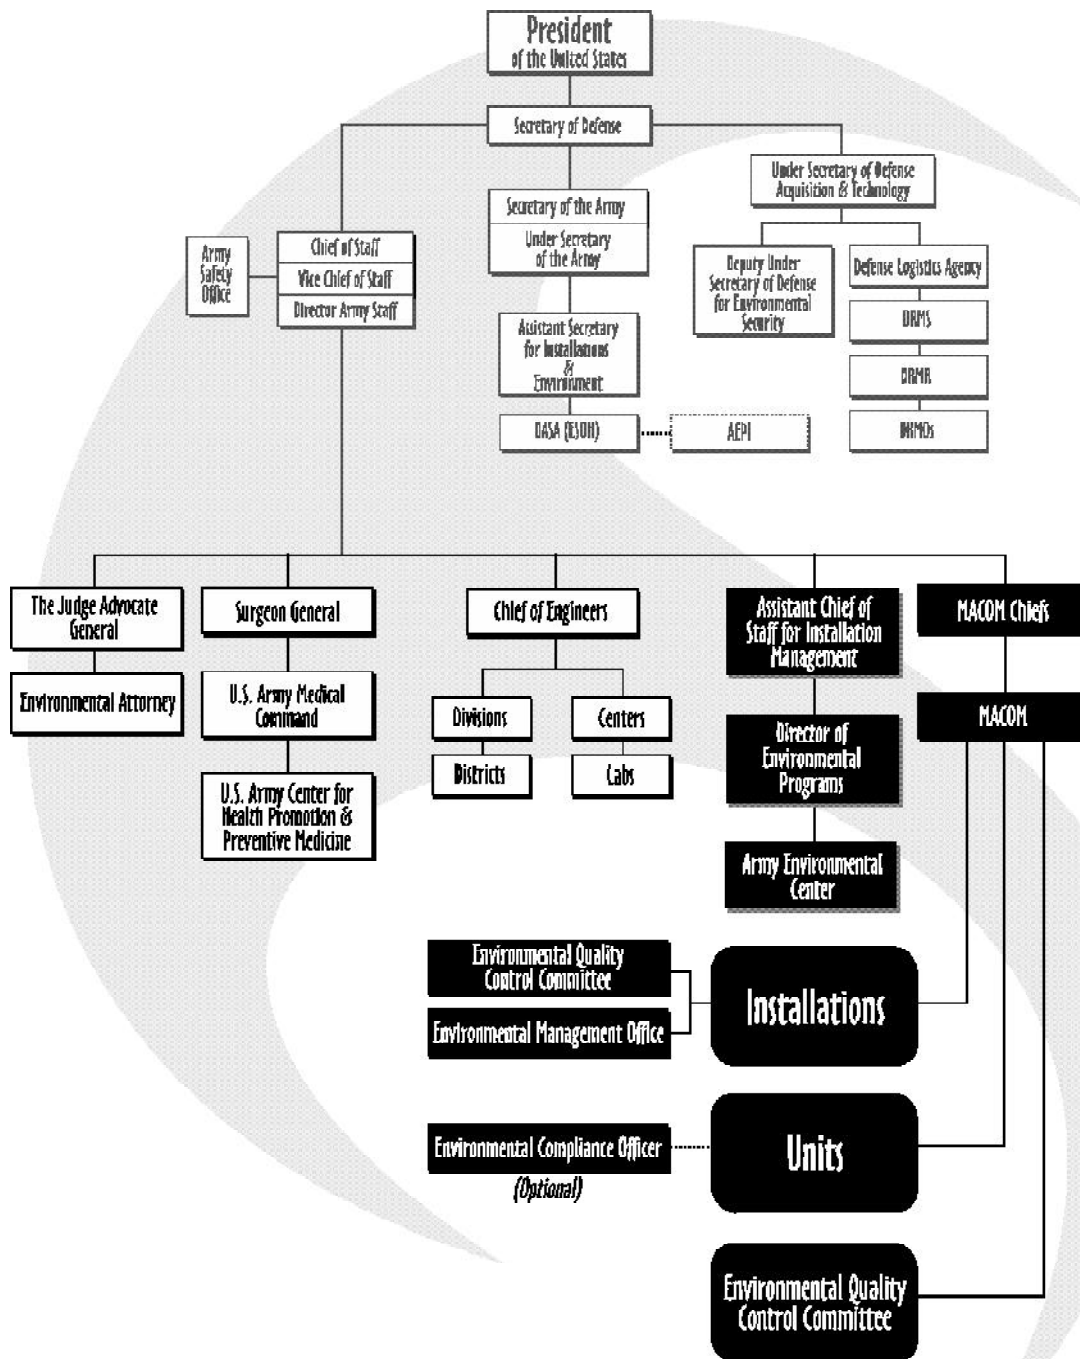 President
of the United States
Secretary of Defense
Under Secretary of Defense
Acquisition & Technology
Secretary of the Army
Under Secretary
of the Army
Army
Safety
Office
Chief of Staff
Vice Chief of Staff
Director Army Staff
Deputy Under
Secretary of Defense
for Environmental
Security
Defense Logistics Agency
DRMS
DRMR
DRMOs
Assistant Secretary
for Installations
&
Environment
DASA (ESOH)
AEPI
The Judge Advocate
General
Environmental Attorney
Surgeon General
U.S. Army Medical
Command
U.S. Army Center for
Health Promotion &
Preventive Medicine
Chief of Engineers
Divisions
Centers
Districts
Labs
Assistant Chief of
Staff for Installation
Management
Director of
Environmental
Programs
Army Environmental
Center
MACOM Chiefs
MACOM
Environmental Quality
Control Committee
Environmental Management Office
Installations
Environmental Compliance Officer
(Optional)
Units
Environmental Quality
Control Committee